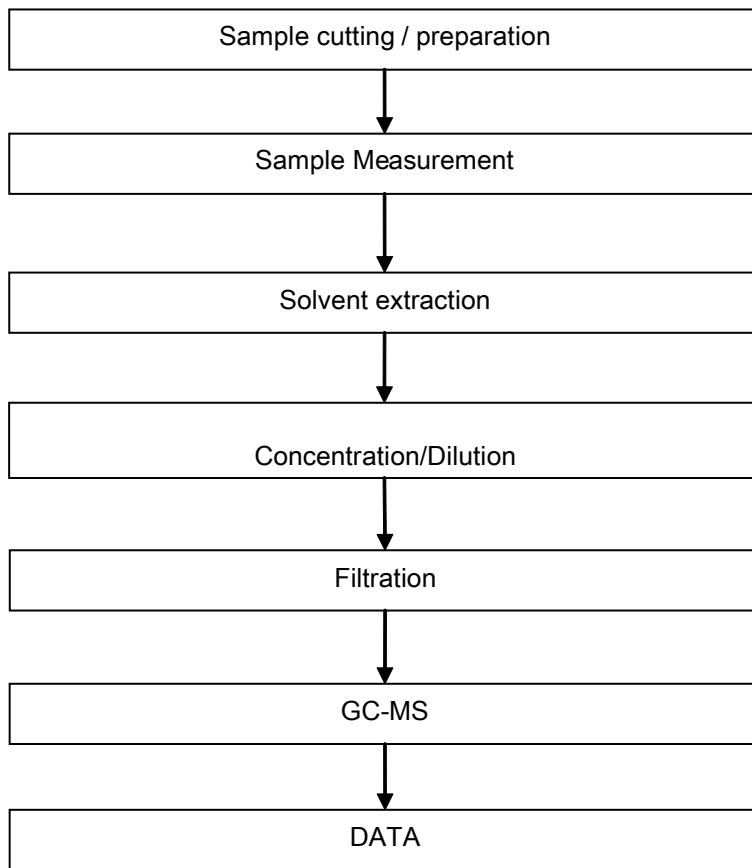 Sample cutting / preparation
Sample Measurement
Solvent extraction
Concentration/Dilution
Filtration
GC-MS
DATA